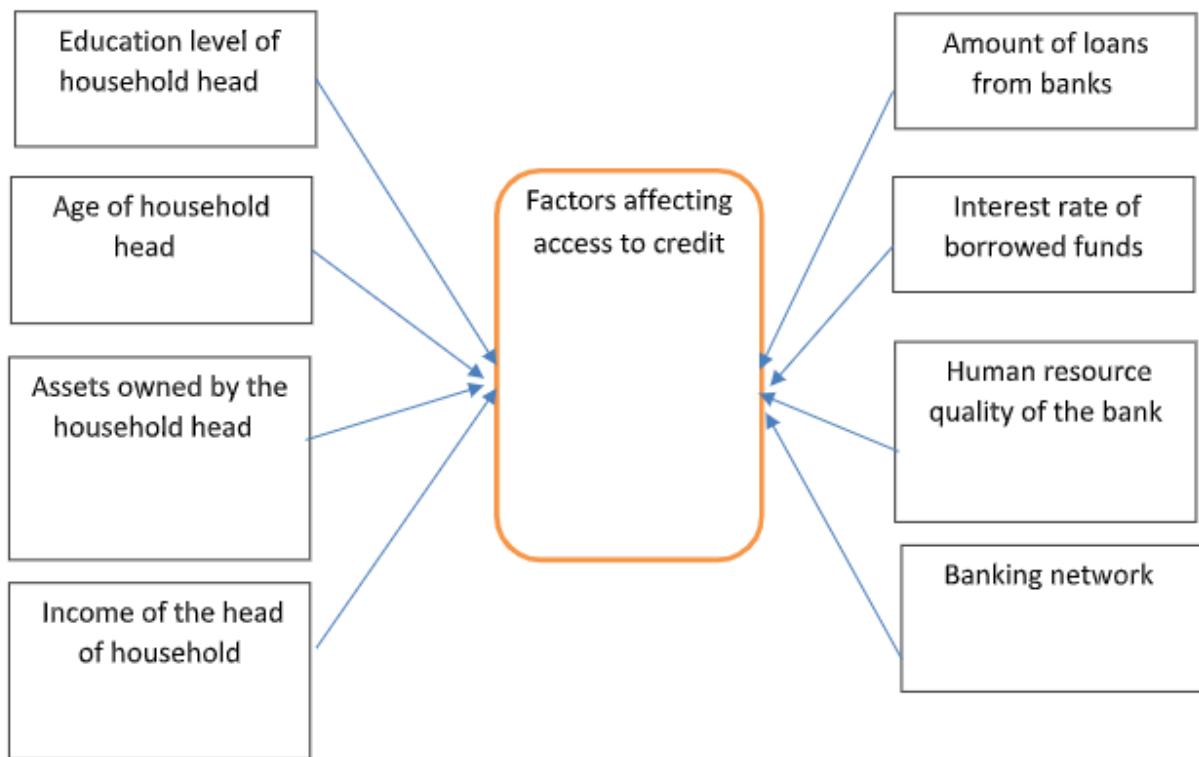 Education level of
household head
Age of household
head
Assets owned by the
household head
Income of the head
of household
Factors affecting
access to credit
Amount of loans
from banks
Interest rate of
borrowed funds
Human resource
quality of the bank
Banking network